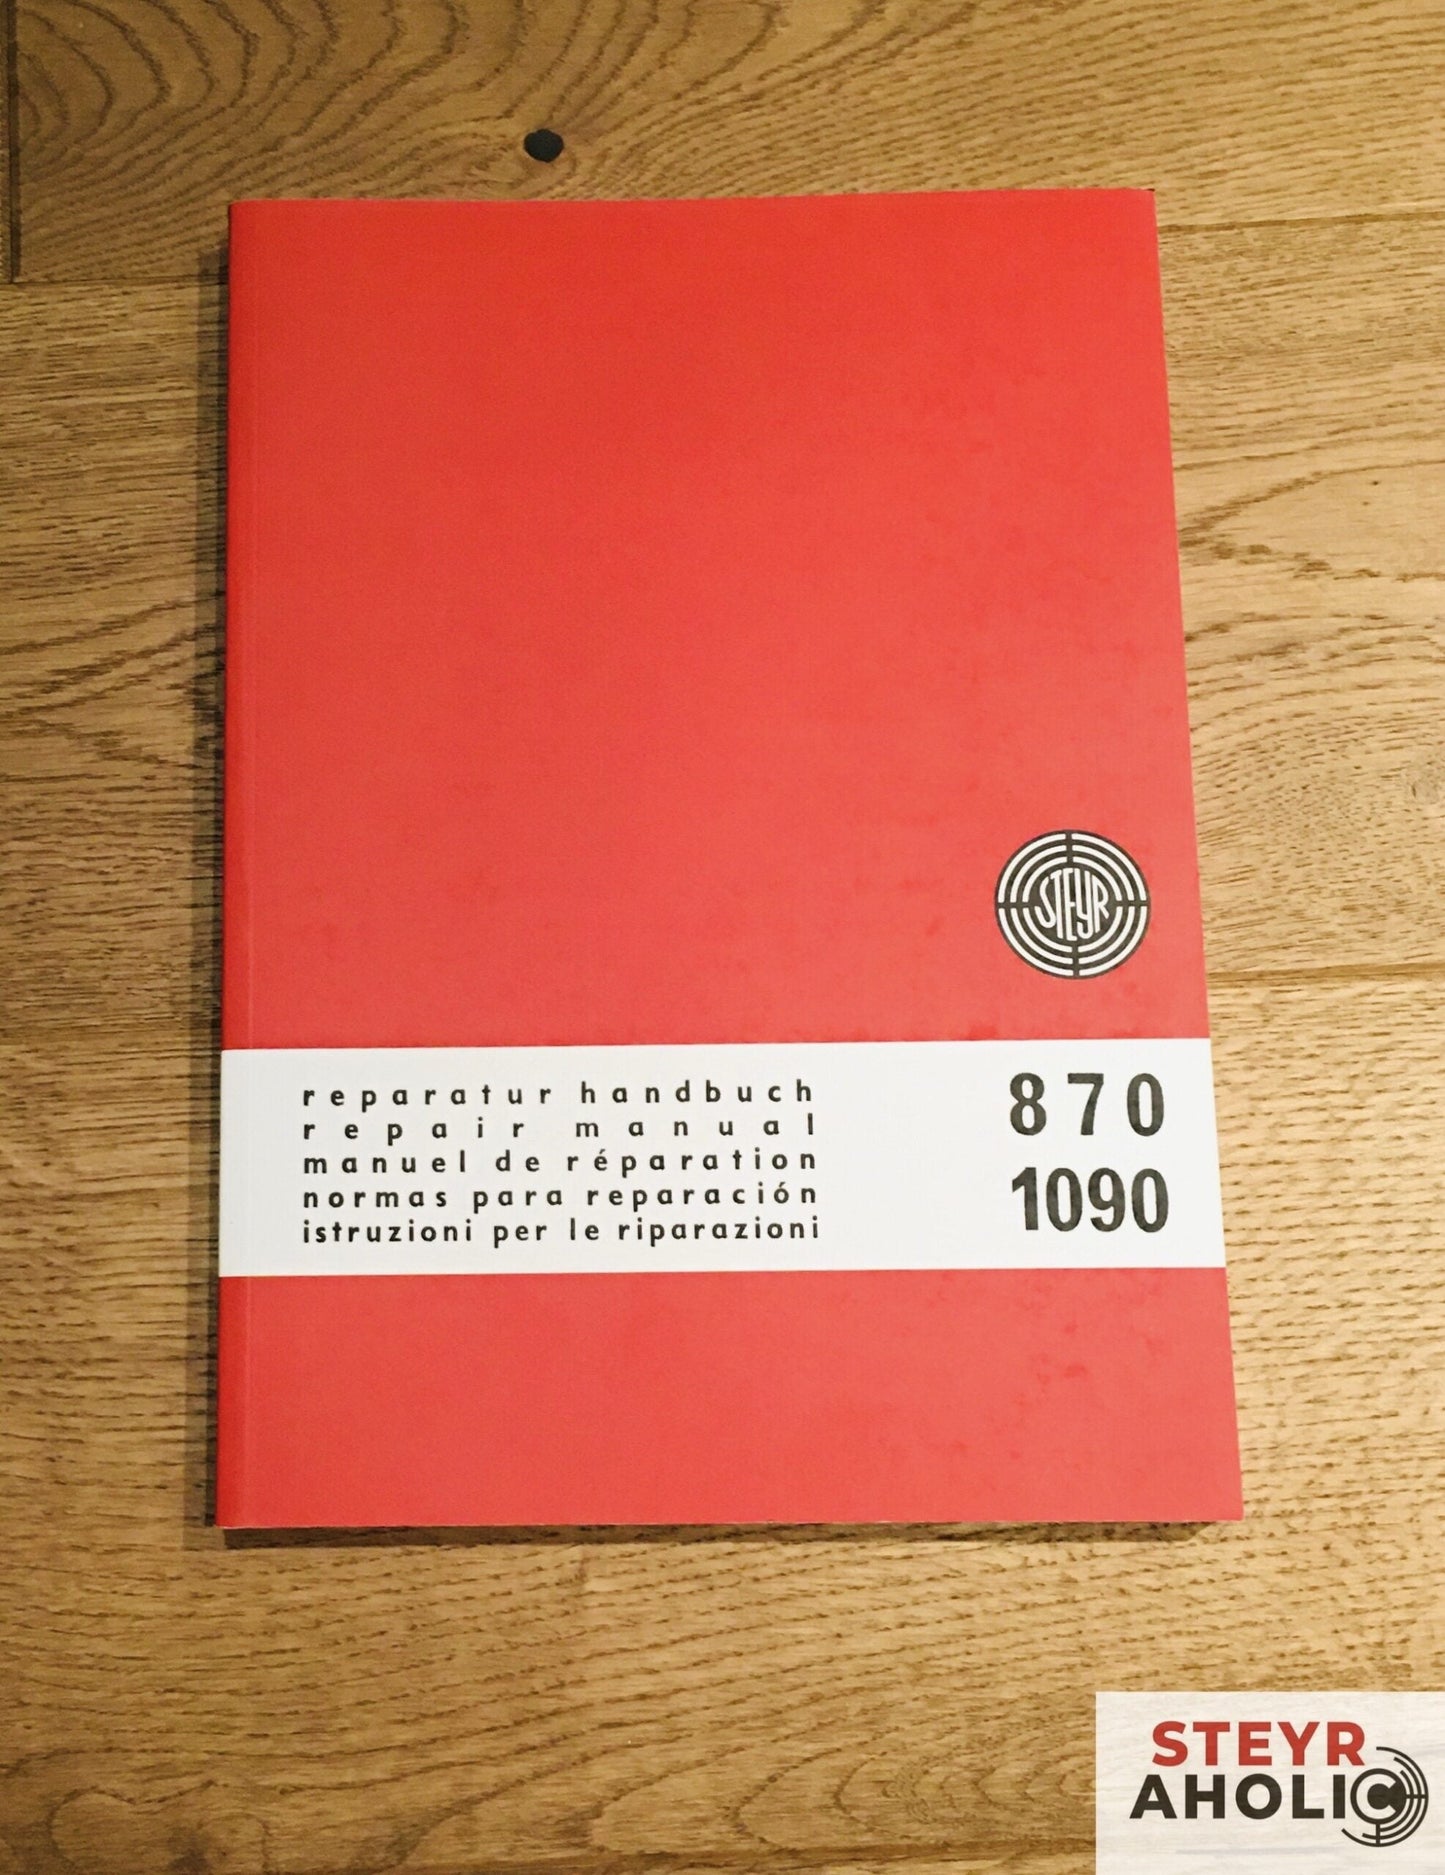 STEYR
reparatur handbuch
repair manual
manuel de réparation
normas para reparación
istruzioni per le riparazioni
870
1090
STEYR
AHOLIC